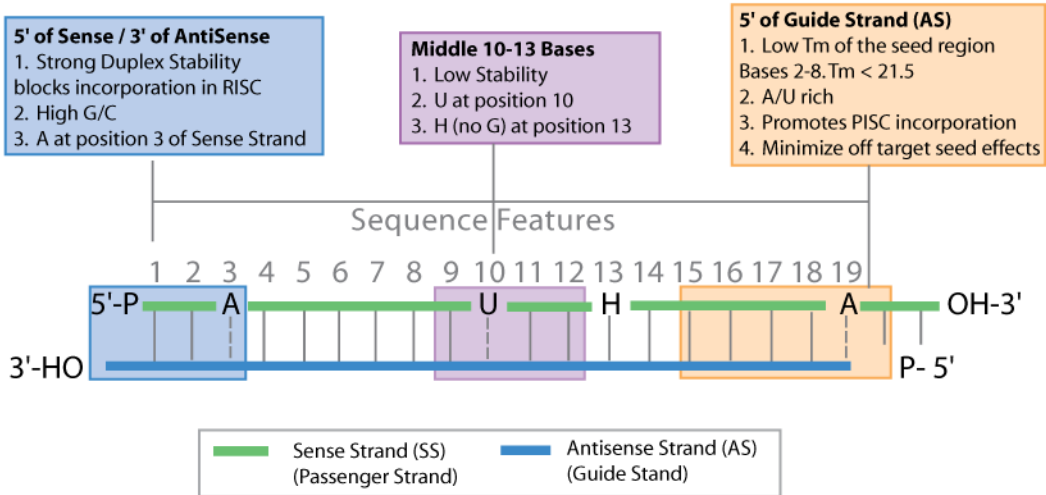 5' of Sense / 3' of AntiSense
1. Strong Duplex Stability
blocks incorporation in RISC
2. High G/C
3. A at position 3 of Sense Strand
Middle 10-13 Bases
1. Low Stability
2. U at position 10
3. H (no G) at position 13
5' of Guide Strand (AS)
1. Low Tm of the seed region
Bases 2-8. Tm < 21.5
2. A/U rich
3. Promotes PISC incorporation
4. Minimize off target seed effects
Sequence Features
1 2 3 4 5 6 7 8 9 10 11 12 13 14 15 16 17 18 19
5'-P A U H A OH-3'
3'-HO P- 5'
Sense Strand (SS)
(Passenger Strand)
Antisense Strand (AS)
(Guide Stand)